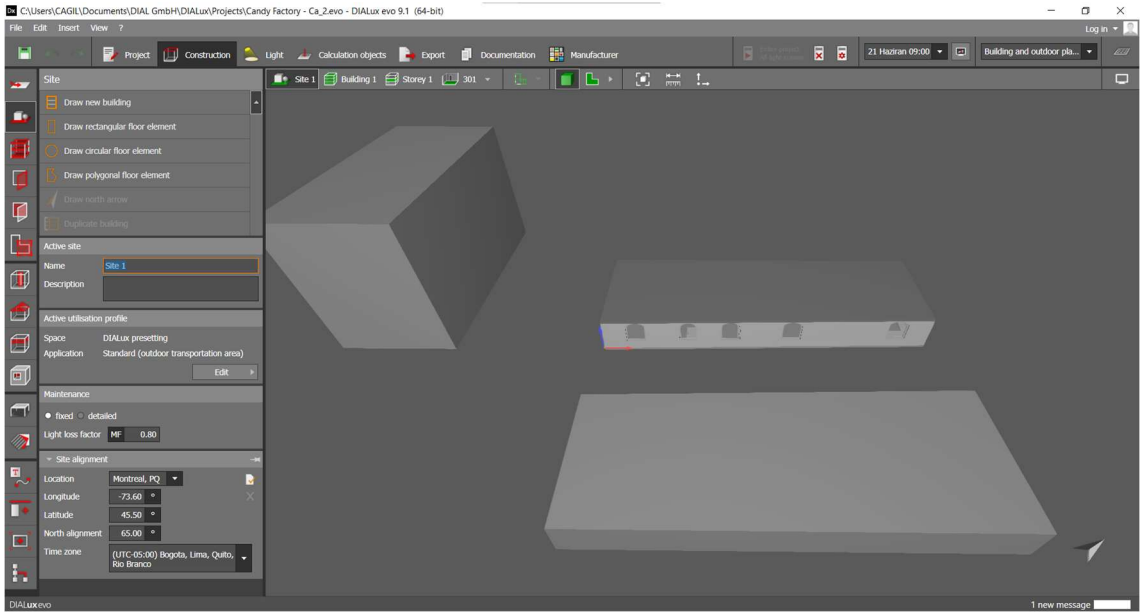 C:\Users\CAGIL\Documents\DIAL GmbH\DIALux\Projects\Candy Factory - Ca_2.evo - DIALux evo 9.1 (64-bit)
File Edit Insert View ?
Log in
Project Construction Light Calculation objects Export Documentation Manufacturer
21 Haziran 09:00
Building and outdoor pla...
Site
Site 1 Building 1 Storey 1 301
Draw new building
Draw rectangular floor element
Draw circular floor element
Draw polygonal floor element
Draw north arrow
Duplicate building
Active site
Name Site 1
Description
Active utilisation profile
Space DIALux presetting
Application Standard (outdoor transportation area)
Edit
Maintenance
fixed detailed
Light loss factor MF 0.80
Site alignment
Location Montreal, PQ
Longitude -73.60 °
Latitude 45.50 °
North alignment 65.00 °
Time zone (UTC-05:00) Bogota, Lima, Quito,
Rio Branco
DIALux evo
1 new message